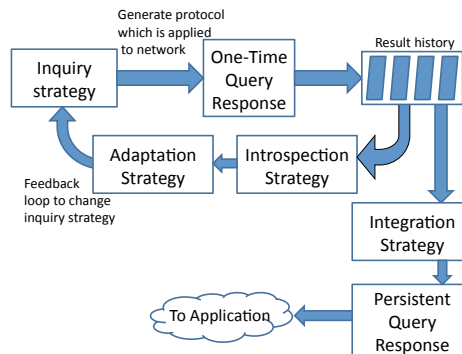 Generate protocol
which is applied
to network
Result history
Inquiry
strategy
One-Time
Query
Response
Adaptation
Strategy
Introspection
Strategy
Feedback
loop to change
inquiry strategy
Integration
Strategy
To Application
Persistent
Query
Response